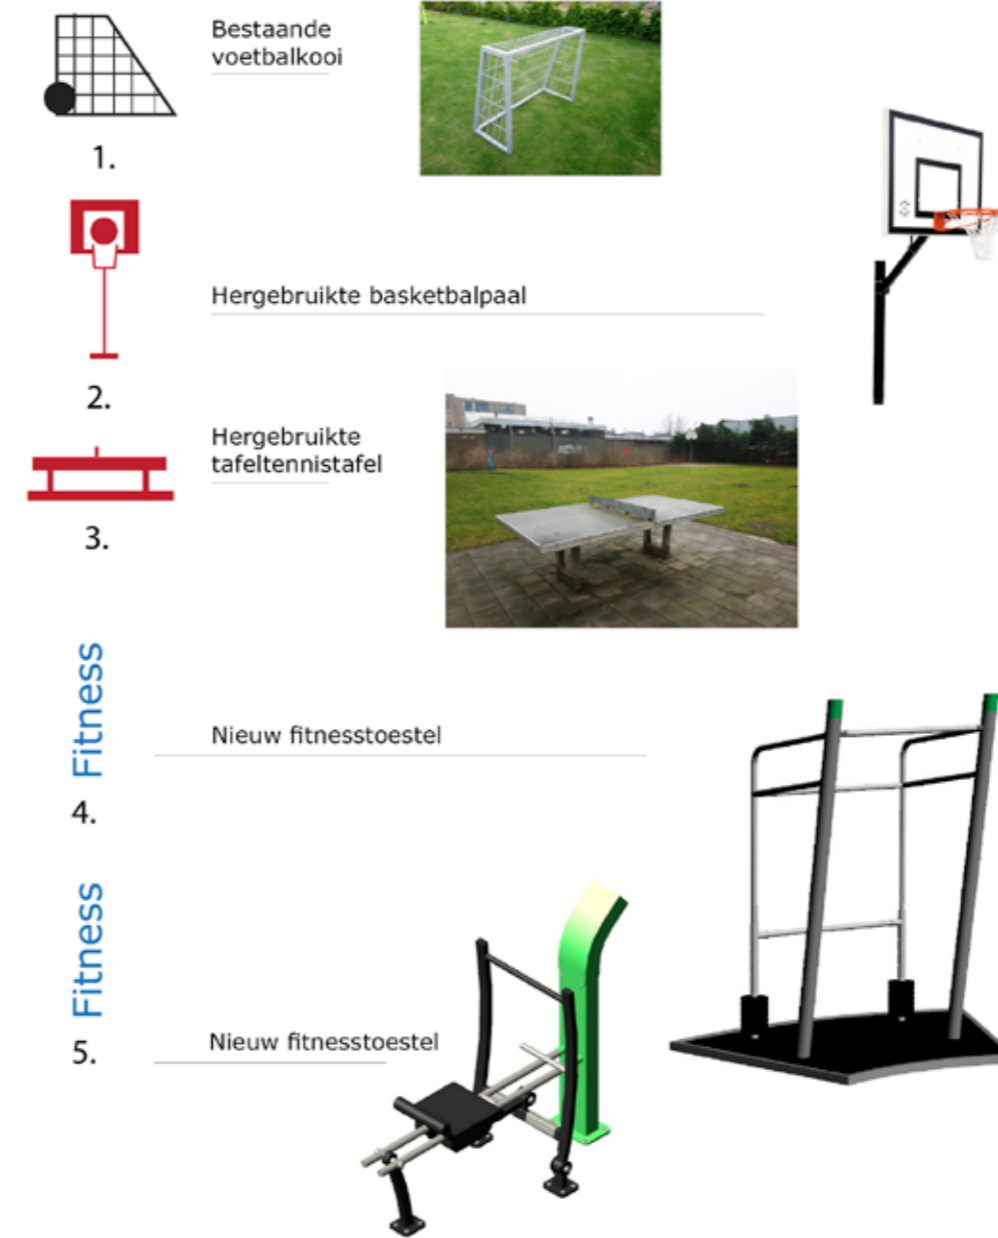 Bestaande
voetbalkooi
1.
Hergebruikte basketbalpaal
2.
Hergebruikte
tafeltennistafel
3.
Fitness
Nieuw fitnesstoestel
4.
Fitness
Nieuw fitnesstoestel
5.